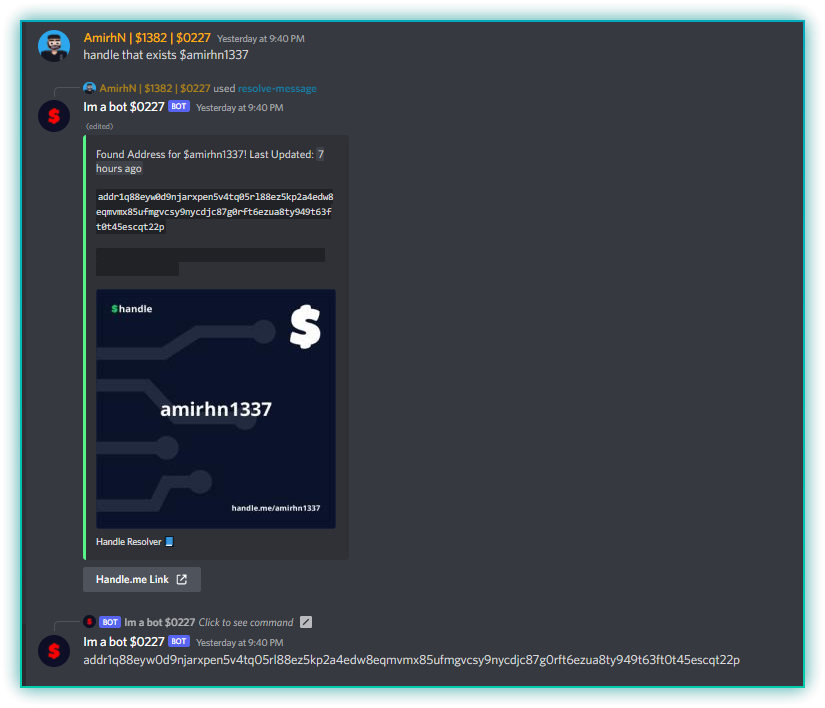 AmirhN | $1382 | $0227 Yesterday at 9:40 PM
handle that exists $amirhn1337
AmirhN | $1382 | $0227 used resolve-message
$
Im a bot $0227 BOT Yesterday at 9:40 PM
(edited)
Found Address for $amirhn1337! Last Updated: 7
hours ago
addr1q88eyw0d9njarxpen5v4tq05rl88ez5kp2a4edw8
eqmvmx85ufmgvcsy9nycdjc87g0rft6ezua8ty949t63f
t0t45escqt22p
$handle
$
amirhn1337
handle.me/amirhn1337
Handle Resolver
Handle.me Link
BOT Im a bot $0227 Click to see command
$
Im a bot $0227 BOT Yesterday at 9:40 PM
addr1q88eyw0d9njarxpen5v4tq05rl88ez5kp2a4edw8eqmvmx85ufmgvcsy9nycdjc87g0rft6ezua8ty949t63ft0t45escqt22p